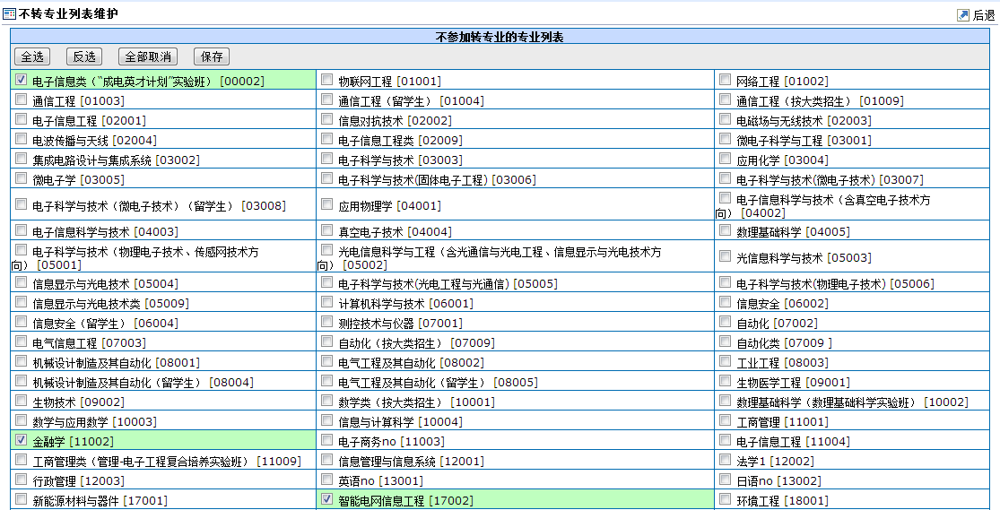 不转专业列表维护
后退
不参加转专业的专业列表
全选 反选 全部取消 保存
电子信息类（“成电英才计划”实验班） [00002] 物联网工程 [01001] 网络工程 [01002]
通信工程 [01003] 通信工程（留学生） [01004] 通信工程（按大类招生） [01009]
电子信息工程 [02001] 信息对抗技术 [02002] 电磁场与无线技术 [02003]
电波传播与天线 [02004] 电子信息工程类 [02009] 微电子科学与工程 [03001]
集成电路设计与集成系统 [03002] 电子科学与技术 [03003] 应用化学 [03004]
微电子学 [03005] 电子科学与技术(固体电子工程) [03006] 电子科学与技术(微电子技术) [03007]
电子科学与技术（微电子技术）（留学生） [03008] 应用物理学 [04001] 电子信息科学与技术（含真空电子技术方
向） [04002]
电子信息科学与技术 [04003] 真空电子技术 [04004] 数理基础科学 [04005]
电子科学与技术（物理电子技术、传感网技术方
向） [05001]
光电信息科学与工程（含光通信与光电工程、信息显示与光电技术方
向） [05002]
光信息科学与技术 [05003]
信息显示与光电技术 [05004] 电子科学与技术(光电工程与光通信) [05005] 电子科学与技术(物理电子技术) [05006]
信息显示与光电技术类 [05009] 计算机科学与技术 [06001] 信息安全 [06002]
信息安全（留学生） [06004] 测控技术与仪器 [07001] 自动化 [07002]
电气信息工程 [07003] 自动化（按大类招生） [07009] 自动化类 [07009 ]
机械设计制造及其自动化 [08001] 电气工程及其自动化 [08002] 工业工程 [08003]
机械设计制造及其自动化（留学生） [08004] 电气工程及其自动化（留学生） [08005] 生物医学工程 [09001]
生物技术 [09002] 数学类（按大类招生） [10001] 数理基础科学（数理基础科学实验班） [10002]
数学与应用数学 [10003] 信息与计算科学 [10004] 工商管理 [11001]
金融学 [11002] 电子商务no [11003] 电子信息工程 [11004]
工商管理类（管理-电子工程复合培养实验班） [11009] 信息管理与信息系统 [12001] 法学1 [12002]
行政管理 [12003] 英语no [13001] 日语no [13002]
新能源材料与器件 [17001] 智能电网信息工程 [17002] 环境工程 [18001]